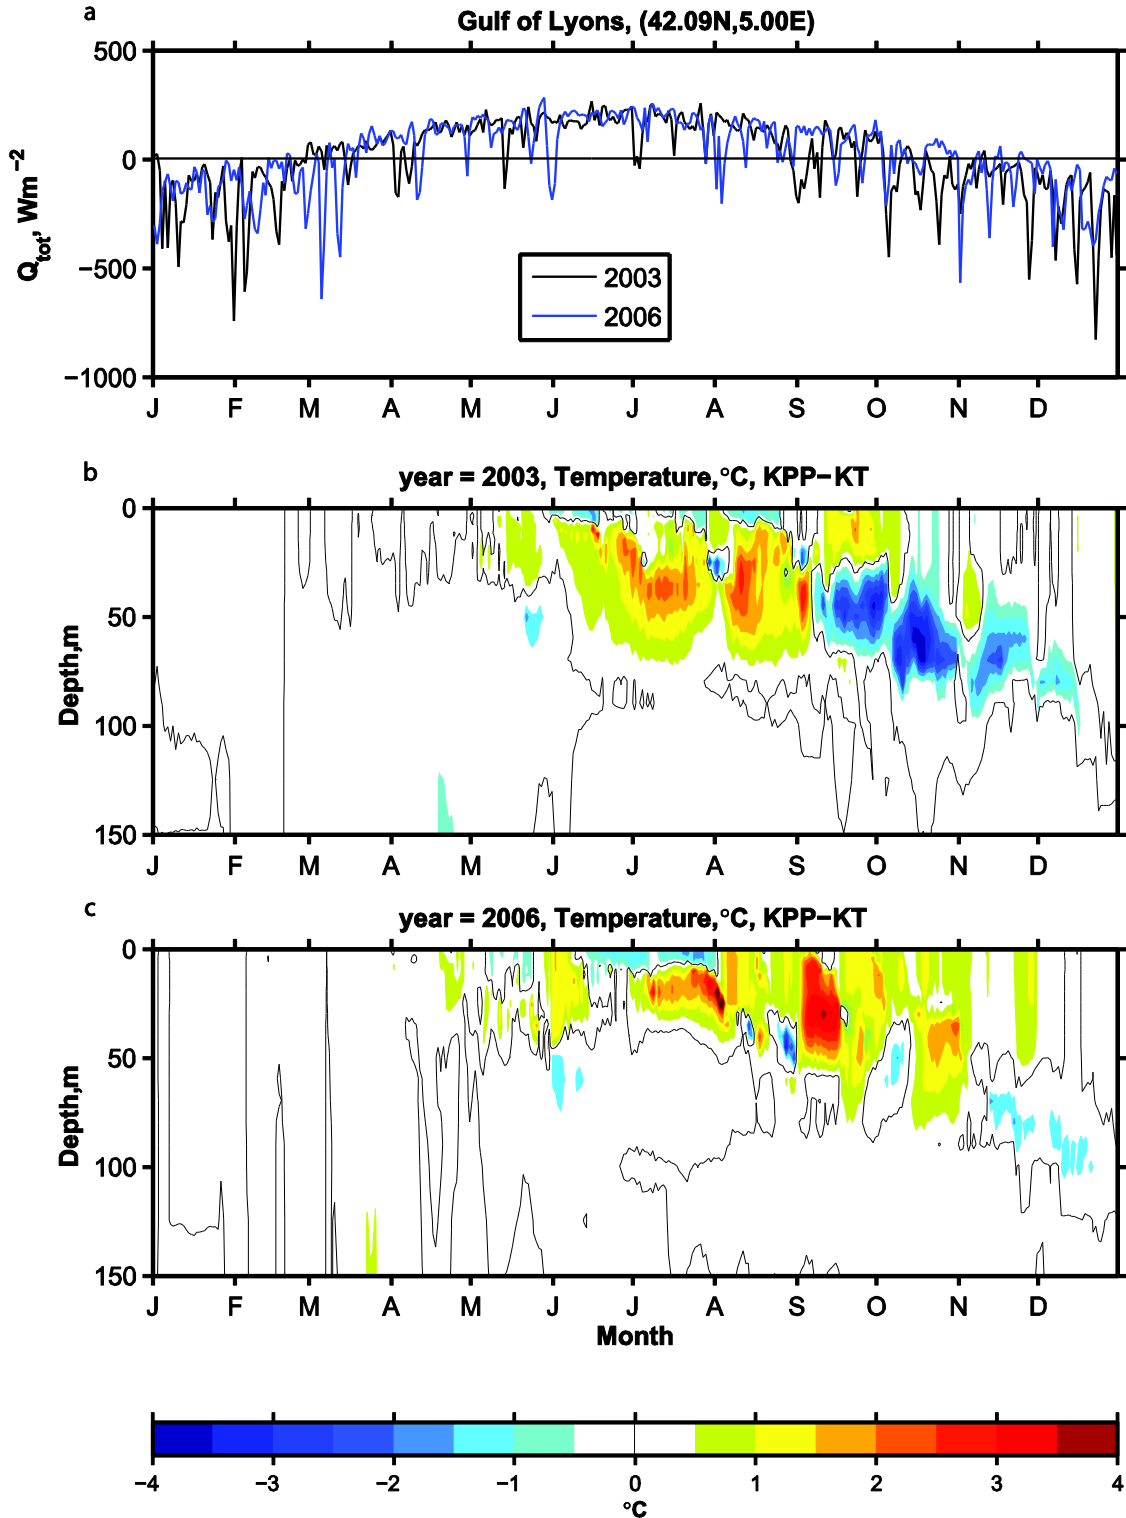 a
Gulf of Lyons, (42.09N,5.00E)
500
0
−500
−1000
Qtot, Wm−2
2003
2006
J F M A M J J A S O N D
b
year = 2003, Temperature,°C, KPP−KT
0
50
100
150
Depth,m
J F M A M J J A S O N D
c
year = 2006, Temperature,°C, KPP−KT
0
50
100
150
Depth,m
J F M A M J J A S O N D
Month
−4 −3 −2 −1 0 1 2 3 4
°C